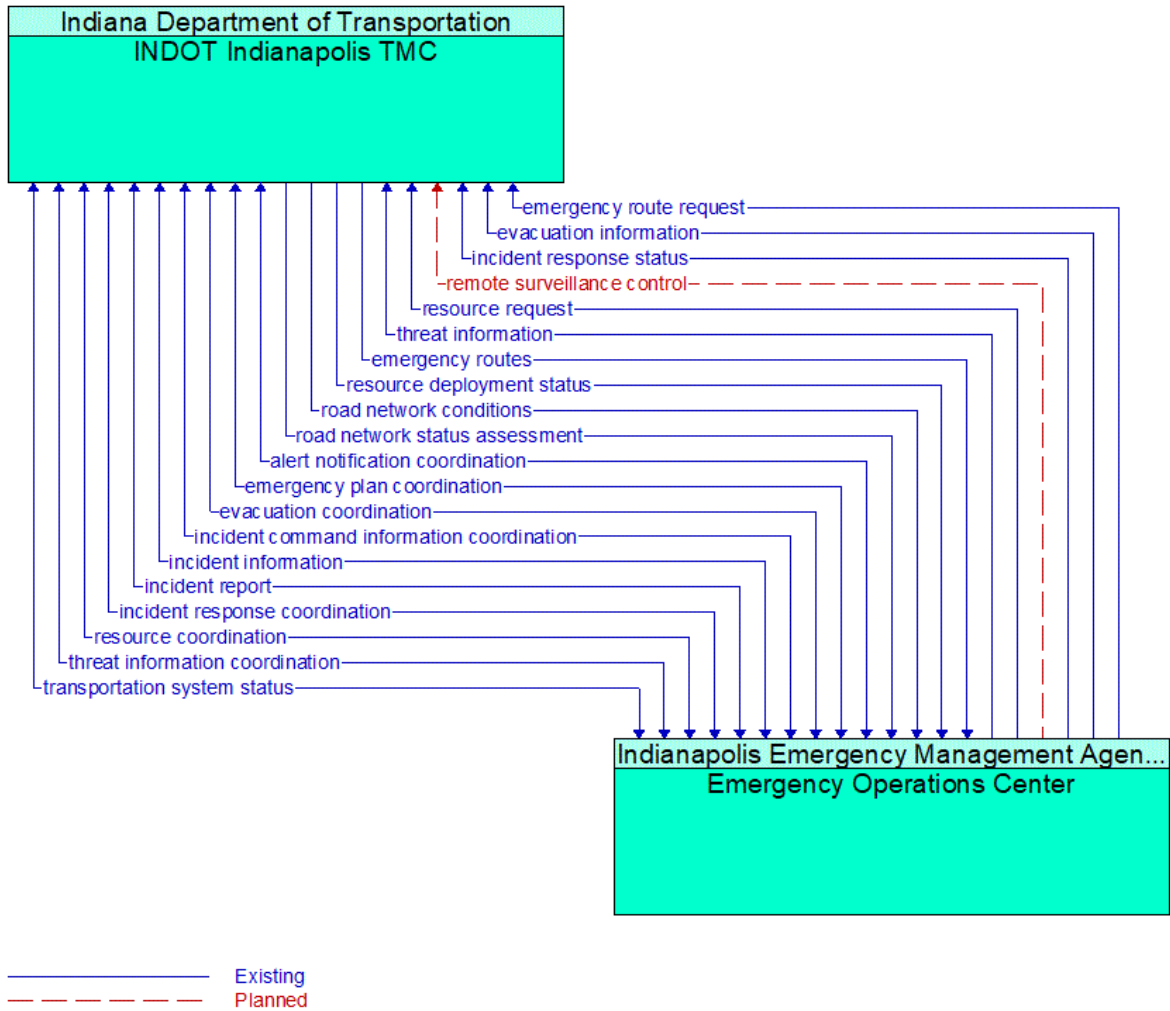 Indiana Department of Transportation
INDOT Indianapolis TMC
emergency route request
evacuation information
incident response status
remote surveillance control
resource request
threat information
emergency routes
resource deployment status
road network conditions
road network status assessment
alert notification coordination
emergency plan coordination
evacuation coordination
incident command information coordination
incident information
incident report
incident response coordination
resource coordination
threat information coordination
transportation system status
Indianapolis Emergency Management Agen...
Emergency Operations Center
Existing
Planned